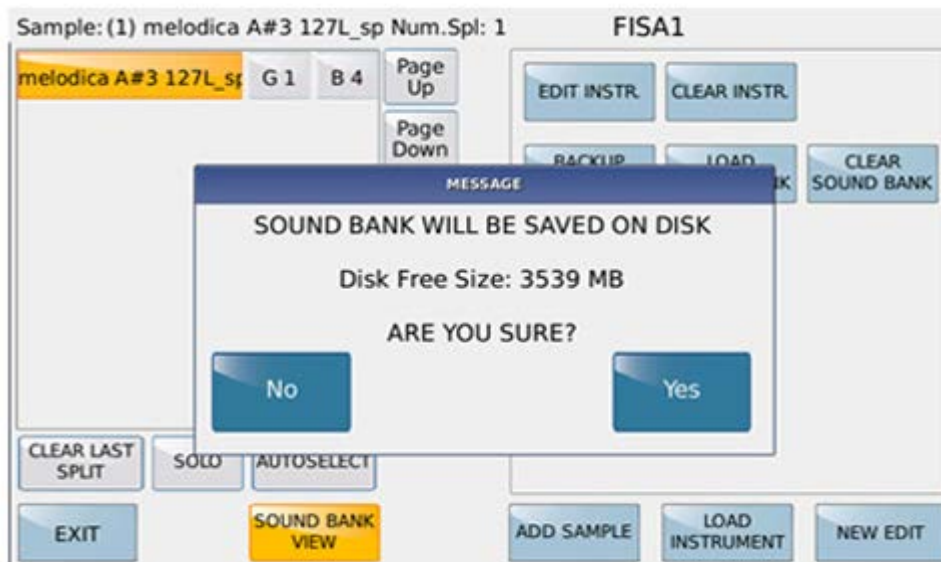 Sample: (1) melodica A#3 127L_sp Num.Spl: 1
FISA1
melodica A#3 127L_sp
G 1
B 4
Page
Up
Page
Down
EDIT INSTR.
CLEAR INSTR.
BACKUP
LOAD
CLEAR
SOUND BANK
MESSAGE
SOUND BANK WILL BE SAVED ON DISK
Disk Free Size: 3539 MB
ARE YOU SURE?
No
Yes
CLEAR LAST
SPLIT
SOLO
AUTOSELECT
EXIT
SOUND BANK
VIEW
ADD SAMPLE
LOAD
INSTRUMENT
NEW EDIT